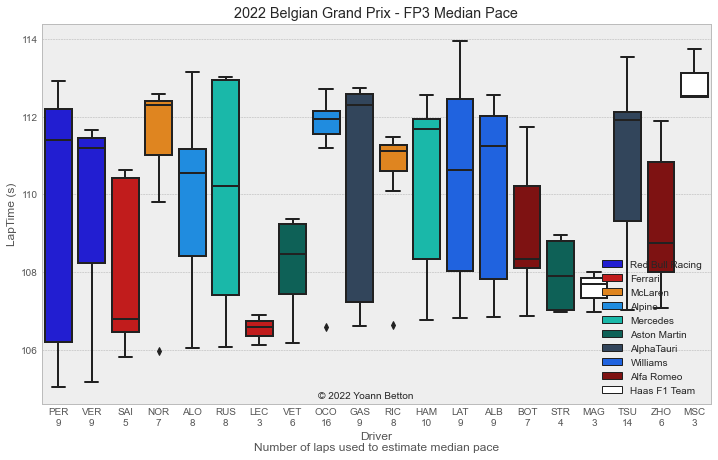 2022 Belgian Grand Prix - FP3 Median Pace
114
112
110
108
106
LapTime (s)
Red Bull Racing
Ferrari
McLaren
Alpine
Mercedes
Aston Martin
AlphaTauri
Williams
Alfa Romeo
Haas F1 Team
© 2022 Yoann Betton
PER VER SAI NOR ALO RUS LEC VET OCO GAS RIC HAM LAT ALB BOT STR MAG TSU ZHO MSC
9 9 5 7 8 8 3 6 16 9 8 10 9 9 7 4 3 14 6 3
Driver
Number of laps used to estimate median pace